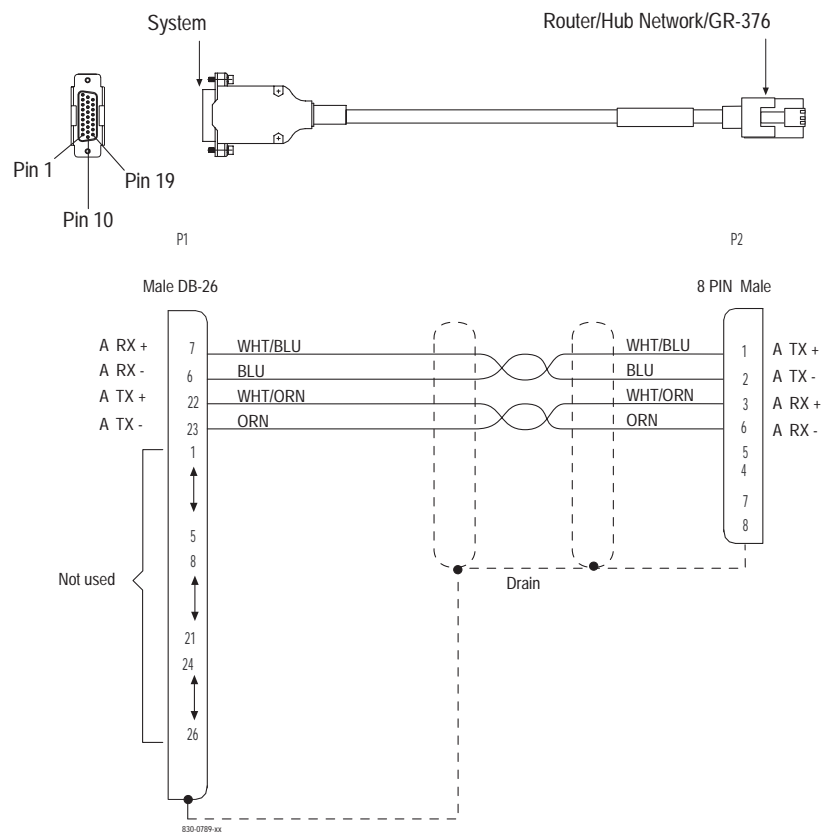 System
Router/Hub Network/GR-376
Pin 1
Pin 19
Pin 10
P1
P2
Male DB-26
8 PIN Male
A RX + 7 WHT/BLU WHT/BLU 1 A TX +
A RX - 6 BLU BLU 2 A TX -
A TX + 22 WHT/ORN WHT/ORN 3 A RX +
A TX - 23 ORN ORN 6 A RX -
1
5
4
7
5
8
8
Not used
Drain
21
24
26
830-0789-xx